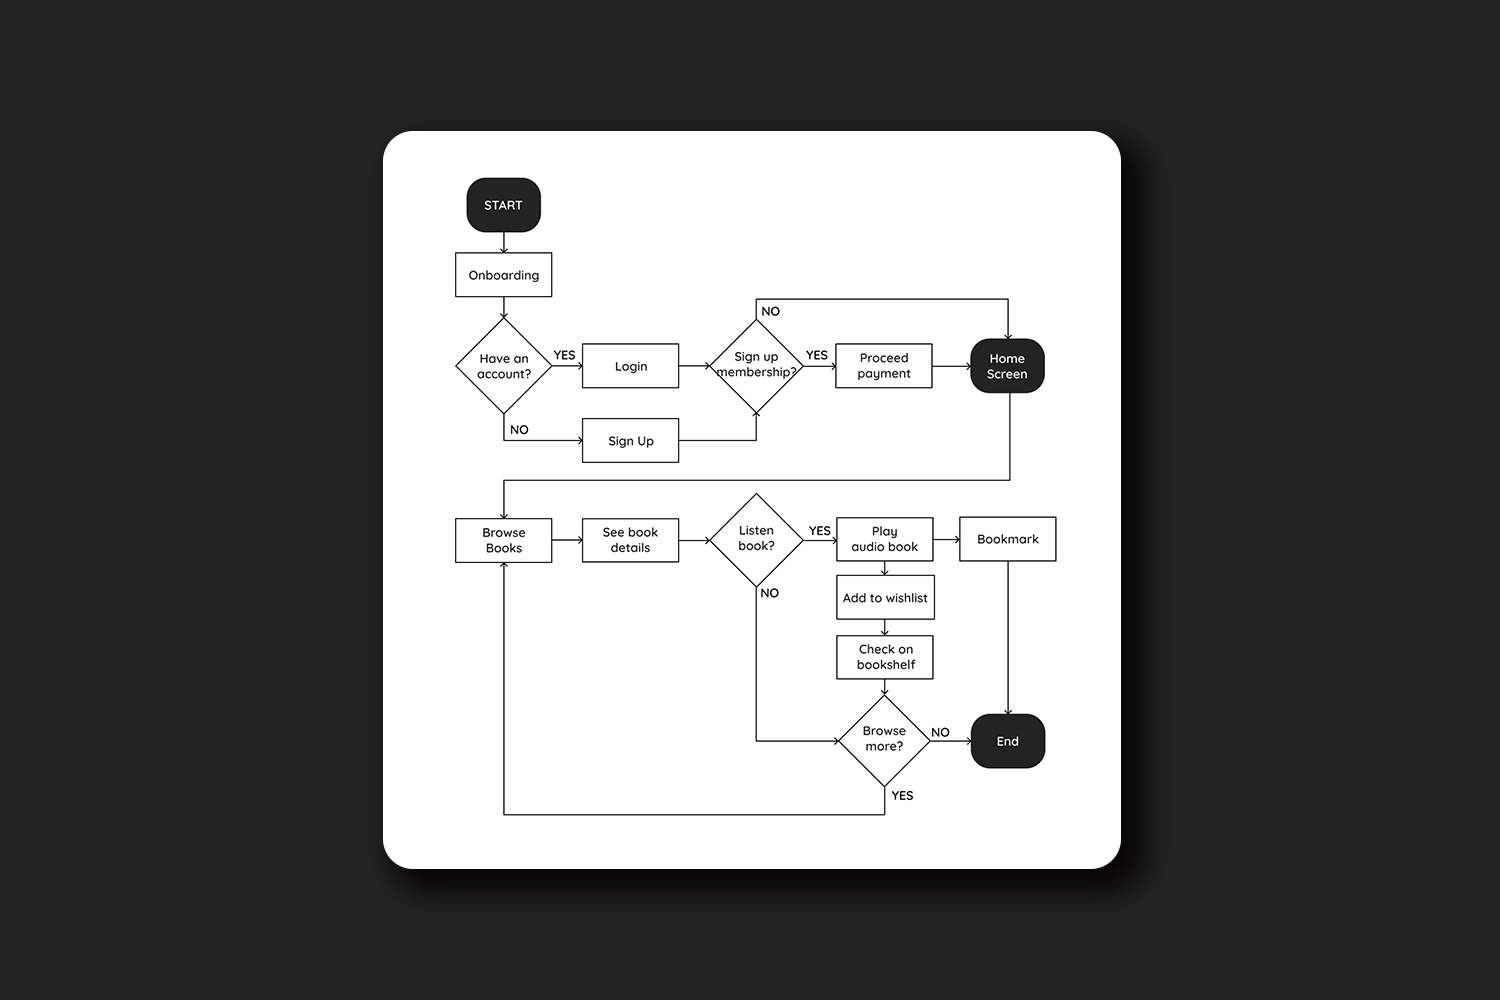 START
Onboarding
NO
Have an
account?
YES
Login
Sign up
membership?
YES
Proceed
payment
Home
Screen
NO
Sign Up
Browse
Books
See book
details
Listen
book?
YES
Play
audio book
Bookmark
NO
Add to wishlist
Check on
bookshelf
Browse
more?
NO
End
YES